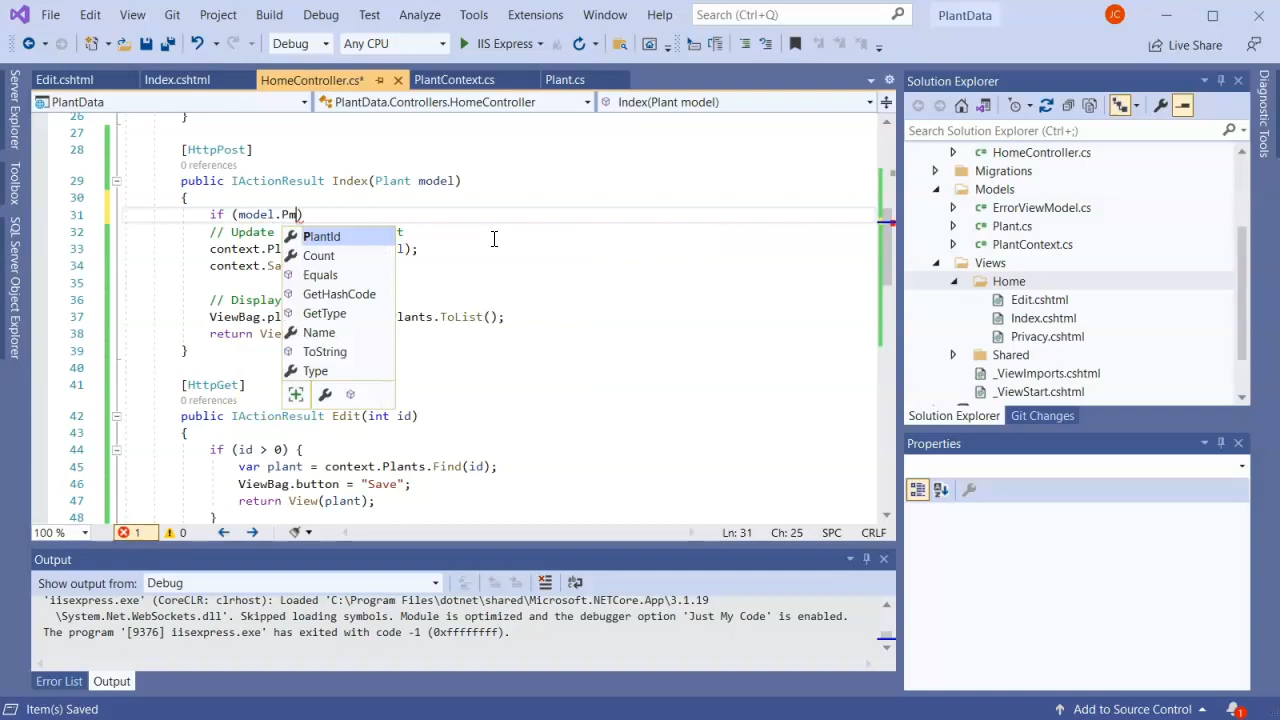 File Edit View Git Project Build Debug Test Analyze Tools Extensions Window Help Search (Ctrl+Q) PlantData JC
Debug Any CPU IIS Express Live Share
Edit.cshtml Index.cshtml HomeController.cs* PlantContext.cs Plant.cs
PlantData PlantData.Controllers.HomeController Index(Plant model)
Server Explorer
Toolbox
SQL Server Object Explorer
26 }
27
28 [HttpPost]
0 references
29 public IActionResult Index(Plant model)
30 {
31 if (model.Pm)
32 // Update t
33 context.Pl l);
34 context.Sa
35
36 // Display
37 ViewBag.pl lants.ToList();
38 return Vie
39 }
40
41 [HttpGet]
0 references
42 public IActionResult Edit(int id)
43 {
44 if (id > 0) {
45 var plant = context.Plants.Find(id);
46 ViewBag.button = "Save";
47 return View(plant);
48 }
PlantId
Count
Equals
GetHashCode
GetType
Name
ToString
Type
100 % 1 0 Ln: 31 Ch: 25 SPC CRLF
Output
Show output from: Debug
'iisexpress.exe' (CoreCLR: clrhost): Loaded 'C:\Program Files\dotnet\shared\Microsoft.NETCore.App\3.1.19
\System.Net.WebSockets.dll'. Skipped loading symbols. Module is optimized and the debugger option 'Just My Code' is enabled.
The program '[9376] iisexpress.exe' has exited with code -1 (0xffffffff).
Error List Output
Solution Explorer
Search Solution Explorer (Ctrl+;)
C# HomeController.cs
Migrations
Models
C# ErrorViewModel.cs
C# Plant.cs
C# PlantContext.cs
Views
Home
Edit.cshtml
Index.cshtml
Privacy.cshtml
Shared
_ViewImports.cshtml
_ViewStart.cshtml
Solution Explorer Git Changes
Properties
Diagnostic Tools
Item(s) Saved Add to Source Control 1